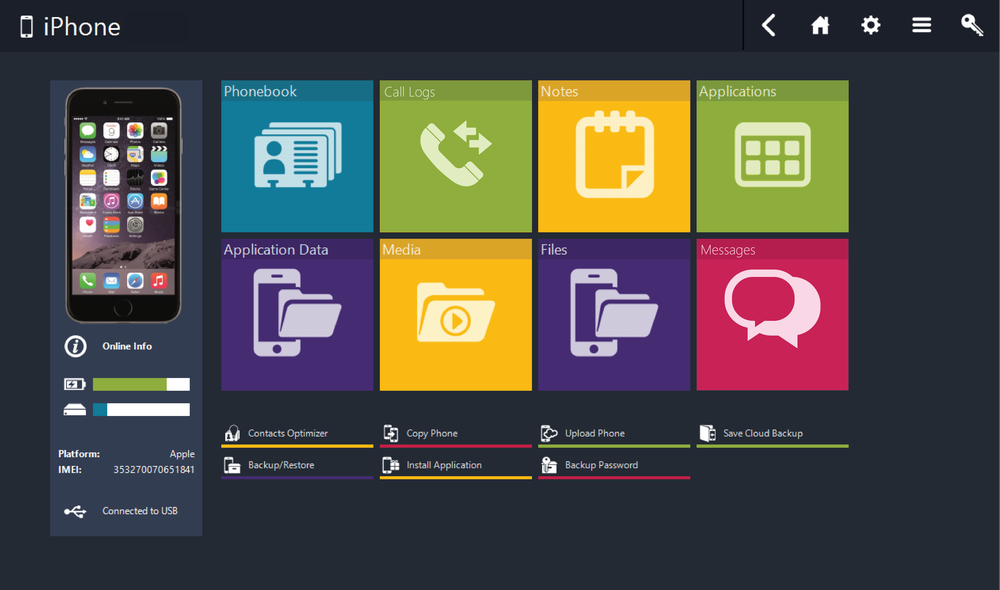 iPhone
Phonebook
Call Logs
Notes
Applications
Application Data
Media
Files
Messages
Online Info
Platform: Apple
IMEI: 353270070651841
Connected to USB
Contacts Optimizer
Copy Phone
Upload Phone
Save Cloud Backup
Backup/Restore
Install Application
Backup Password